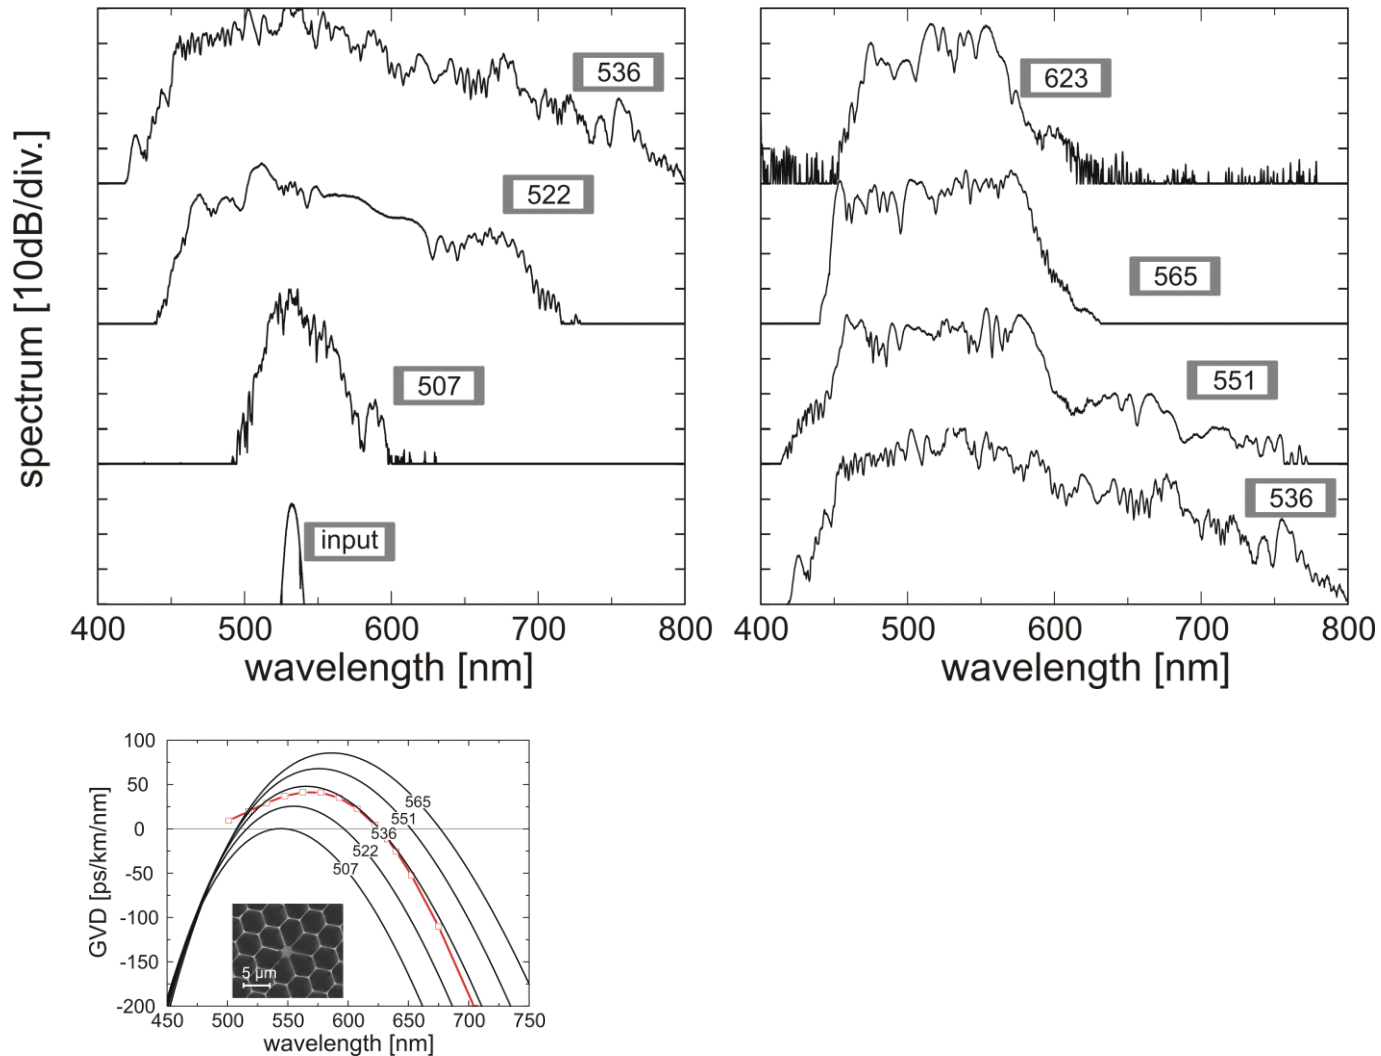 spectrum [10dB/div.]
536
522
507
input
400 500 600 700 800
wavelength [nm]
623
565
551
536
400 500 600 700 800
wavelength [nm]
GVD [ps/km/nm]
100
50
0
-50
-100
-150
-200
565
551
536
522
507
5 µm
450 500 550 600 650 700 750
wavelength [nm]